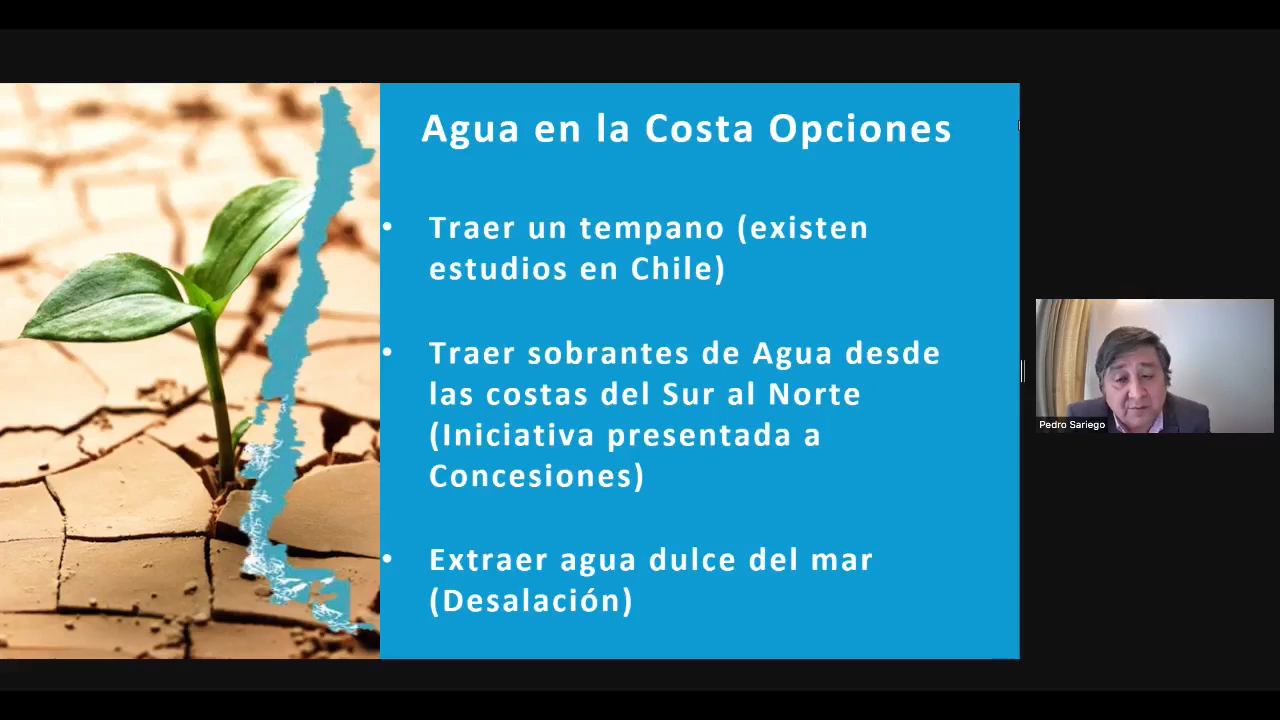 Agua en la Costa Opciones
• Traer un tempano (existen
estudios en Chile)
• Traer sobrantes de Agua desde
las costas del Sur al Norte
(Iniciativa presentada a
Concesiones)
• Extraer agua dulce del mar
(Desalación)
Pedro Sariego